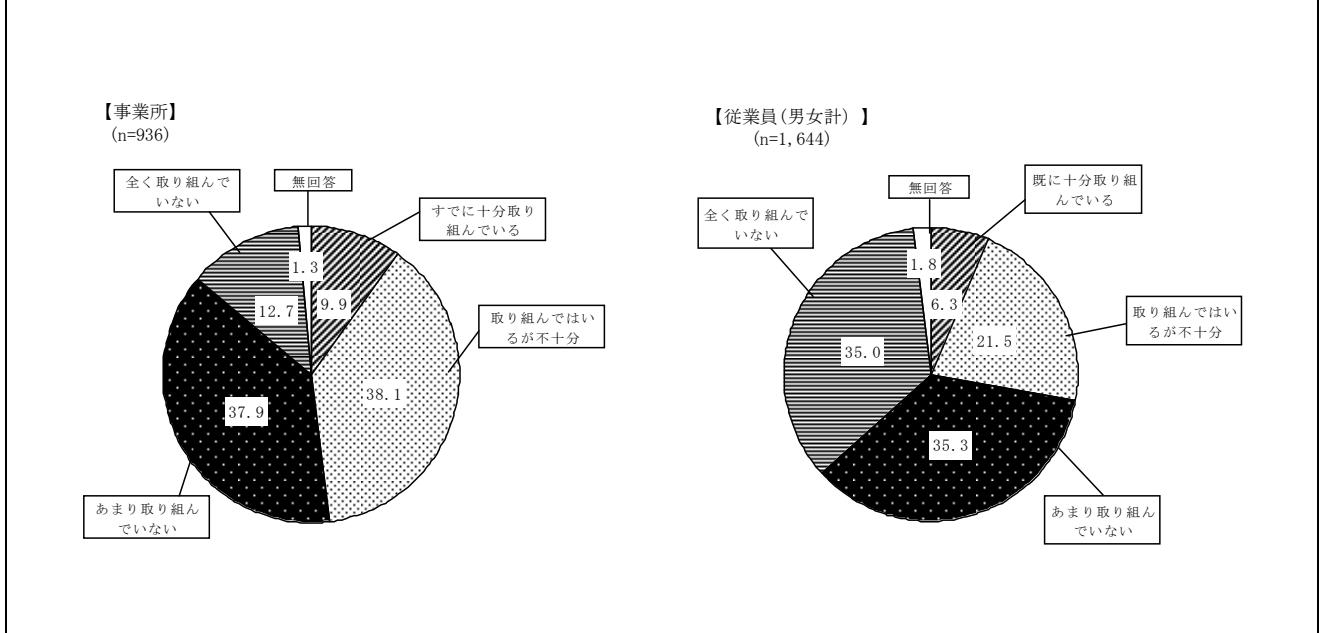 【事業所】
(n=936)
全く取り組んで
いない
無回答
すでに十分取り
組んでいる
1.3
9.9
12.7
取り組んではい
るが不十分
38.1
37.9
あまり取り組ん
でいない
【従業員(男女計) 】
(n=1,644)
無回答
既に十分取り組
んでいる
全く取り組んで
いない
1.8
6.3
取り組んではい
るが不十分
21.5
35.0
35.3
あまり取り組ん
でいない